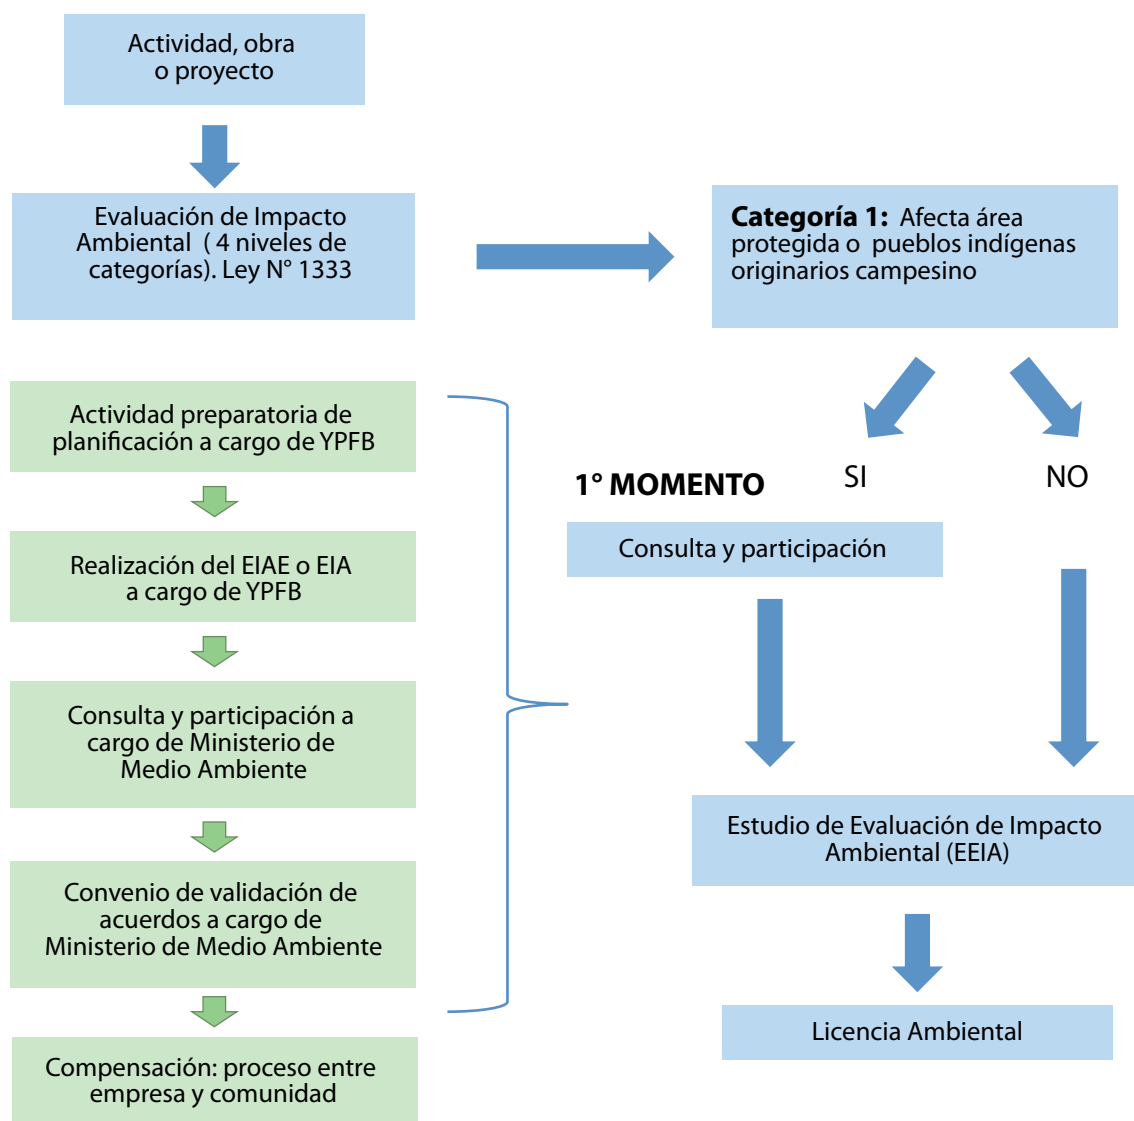 Actividad, obra
o proyecto
Evaluación de Impacto
Ambiental ( 4 niveles de
categorías). Ley N° 1333
Categoría 1: Afecta área
protegida o pueblos indígenas
originarios campesino
SI
NO
1° MOMENTO
Consulta y participación
Estudio de Evaluación de Impacto
Ambiental (EEIA)
Licencia Ambiental
Actividad preparatoria de
planificación a cargo de YPFB
Realización del EIAE o EIA
a cargo de YPFB
Consulta y participación a
cargo de Ministerio de
Medio Ambiente
Convenio de validación de
acuerdos a cargo de
Ministerio de Medio Ambiente
Compensación: proceso entre
empresa y comunidad